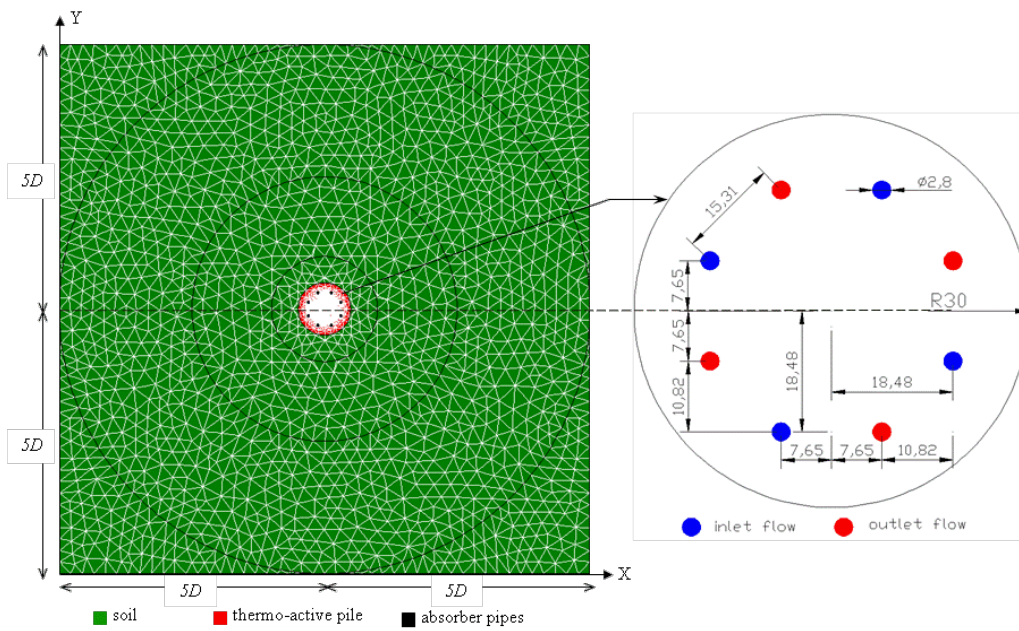 Y
5D
5D
5D
5D
X
soil
thermo-active pile
absorber pipes
ø2,8
15,31
7,65
R30
7,65
18,48
18,48
10,82
7,65
7,65
10,82
inlet flow
outlet flow